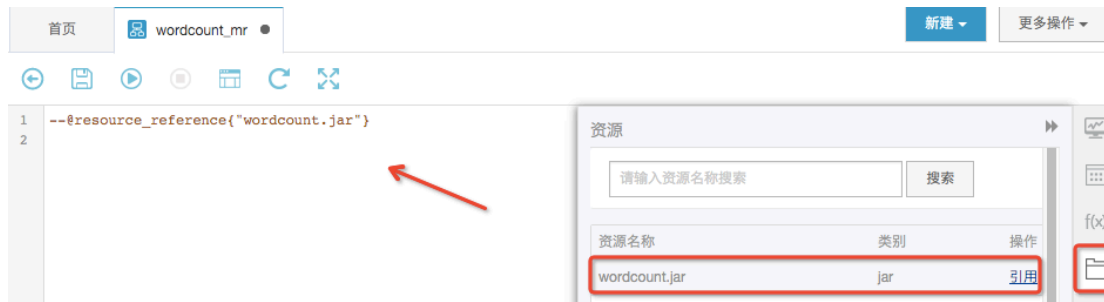 首页
wordcount_mr
新建
更多操作
1 --@resource_reference{"wordcount.jar"}
2
资源
请输入资源名称搜索
搜索
资源名称 类别 操作
wordcount.jar jar 引用
f(x)